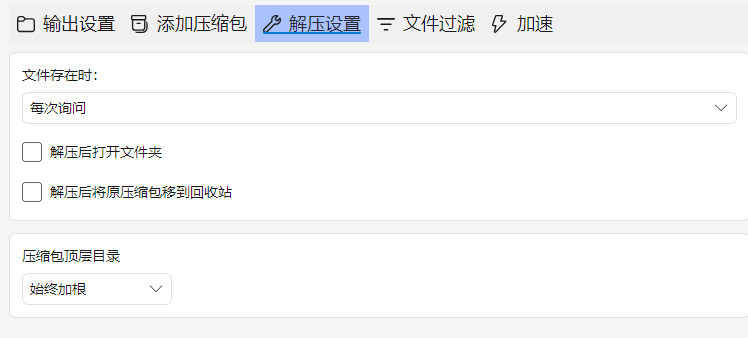 输出设置 添加压缩包 解压设置 文件过滤 加速
文件存在时：
每次询问
解压后打开文件夹
解压后将原压缩包移到回收站
压缩包顶层目录
始终加根